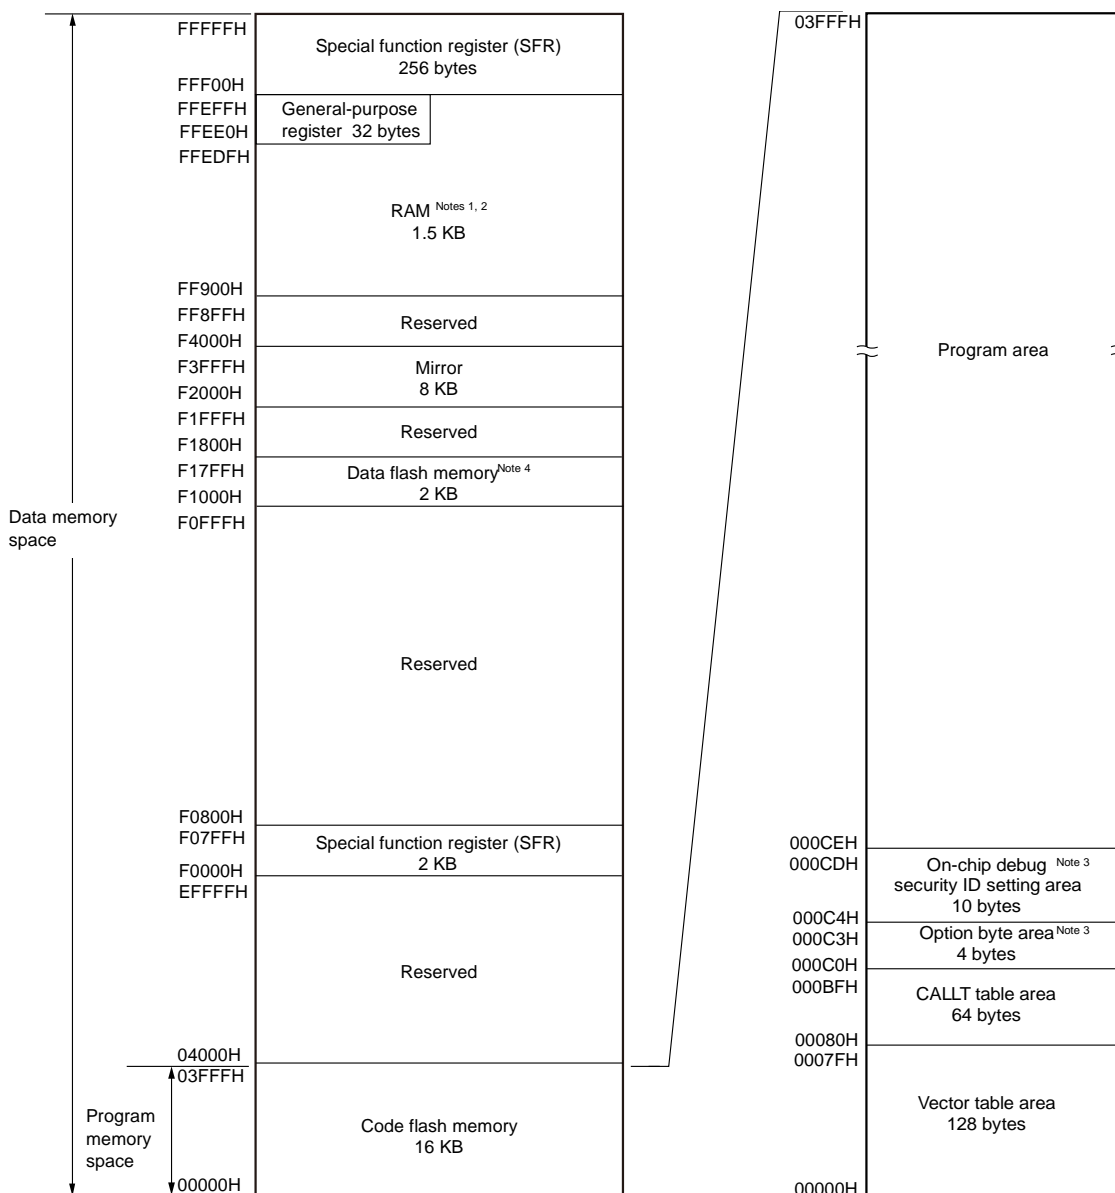 FFFFFH
Special function register (SFR)
256 bytes
FFF00H
FFEFFH
General-purpose
register 32 bytes
FFEE0H
FFEDFH
RAM Notes 1, 2
1.5 KB
FF900H
FF8FFH
Reserved
F4000H
F3FFFH
Mirror
8 KB
F2000H
F1FFFH
Reserved
F1800H
F17FFH
Data flash memory Note 4
2 KB
F1000H
F0FFFH
Data memory
space
Reserved
F0800H
F07FFH
Special function register (SFR)
2 KB
F0000H
EFFFFH
Reserved
04000H
03FFFH
Program
memory
space
Code flash memory
16 KB
00000H
03FFFH
Program area
000CEH
000CDH
On-chip debug Note 3
security ID setting area
10 bytes
000C4H
000C3H
Option byte area Note 3
4 bytes
000C0H
000BFH
CALLT table area
64 bytes
00080H
0007FH
Vector table area
128 bytes
00000H